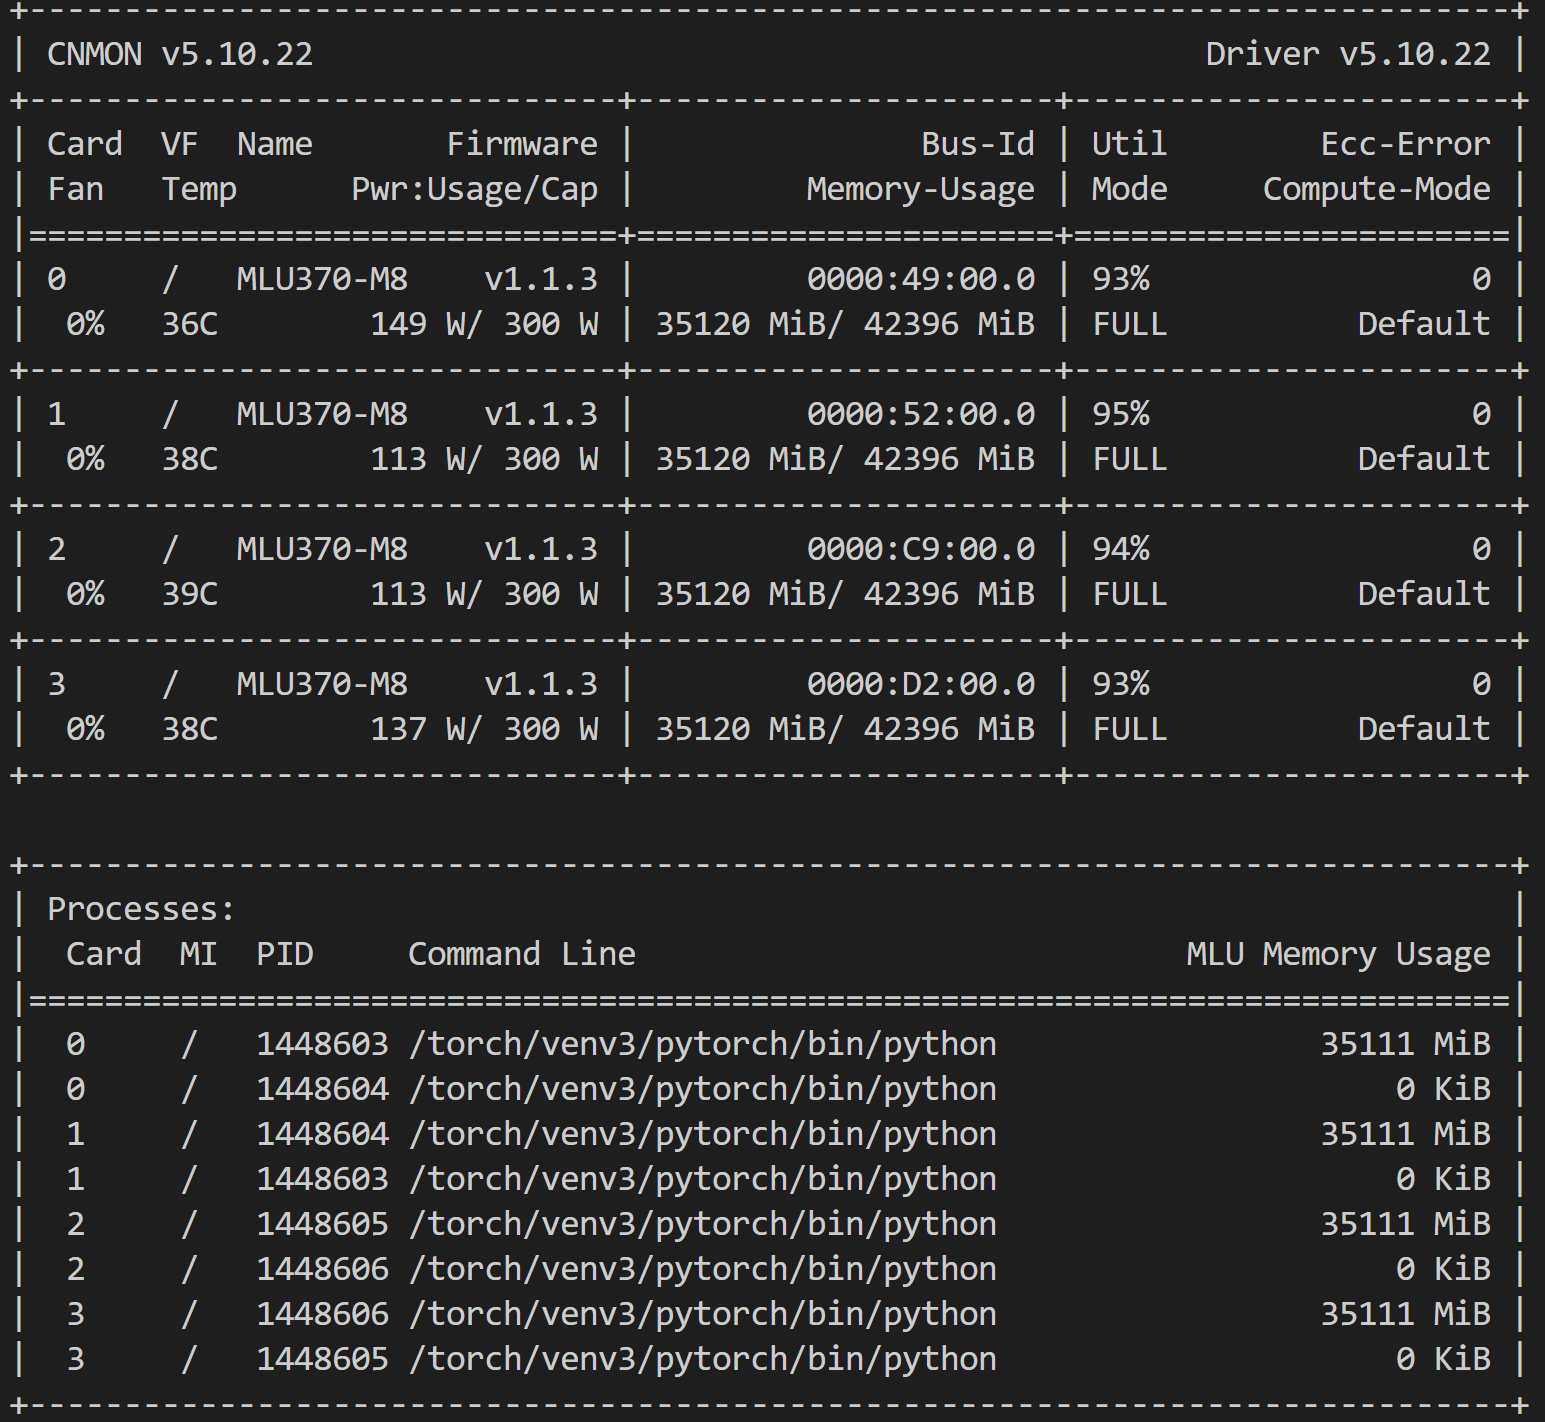 +------------------------------------------------------------------------------+
| CNMON v5.10.22                                               Driver v5.10.22 |
+-------------------------------+----------------------+-----------------------+
| Card  VF  Name       Firmware |               Bus-Id | Util        Ecc-Error |
| Fan   Temp      Pwr:Usage/Cap |         Memory-Usage | Mode     Compute-Mode |
|===============================+======================+=======================|
| 0     /   MLU370-M8    v1.1.3 |         0000:49:00.0 | 93%                 0 |
|  0%   36C        149 W/ 300 W | 35120 MiB/ 42396 MiB | FULL          Default |
+-------------------------------+----------------------+-----------------------+
| 1     /   MLU370-M8    v1.1.3 |         0000:52:00.0 | 95%                 0 |
|  0%   38C        113 W/ 300 W | 35120 MiB/ 42396 MiB | FULL          Default |
+-------------------------------+----------------------+-----------------------+
| 2     /   MLU370-M8    v1.1.3 |         0000:C9:00.0 | 94%                 0 |
|  0%   39C        113 W/ 300 W | 35120 MiB/ 42396 MiB | FULL          Default |
+-------------------------------+----------------------+-----------------------+
| 3     /   MLU370-M8    v1.1.3 |         0000:D2:00.0 | 93%                 0 |
|  0%   38C        137 W/ 300 W | 35120 MiB/ 42396 MiB | FULL          Default |
+-------------------------------+----------------------+-----------------------+

+------------------------------------------------------------------------------+
| Processes:                                                                   |
|  Card  MI  PID     Command Line                             MLU Memory Usage |
|==============================================================================|
|  0     /   1448603 /torch/venv3/pytorch/bin/python                 35111 MiB |
|  0     /   1448604 /torch/venv3/pytorch/bin/python                     0 KiB |
|  1     /   1448604 /torch/venv3/pytorch/bin/python                 35111 MiB |
|  1     /   1448603 /torch/venv3/pytorch/bin/python                     0 KiB |
|  2     /   1448605 /torch/venv3/pytorch/bin/python                 35111 MiB |
|  2     /   1448606 /torch/venv3/pytorch/bin/python                     0 KiB |
|  3     /   1448606 /torch/venv3/pytorch/bin/python                 35111 MiB |
|  3     /   1448605 /torch/venv3/pytorch/bin/python                     0 KiB |
+------------------------------------------------------------------------------+